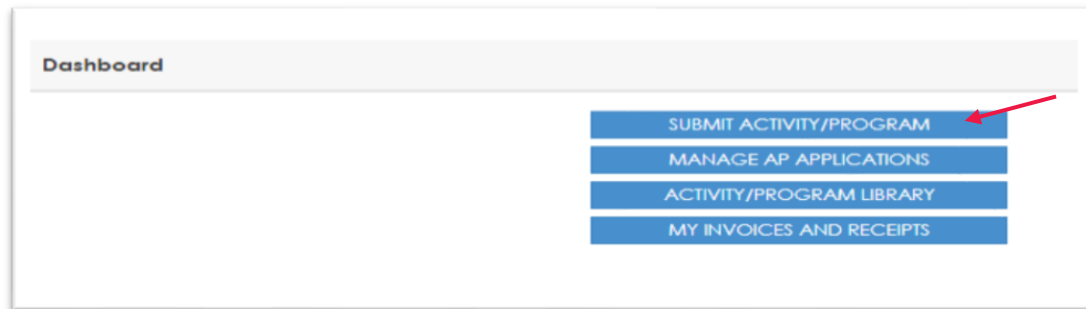 Dashboard
SUBMIT ACTIVITY/PROGRAM
MANAGE AP APPLICATIONS
ACTIVITY/PROGRAM LIBRARY
MY INVOICES AND RECEIPTS